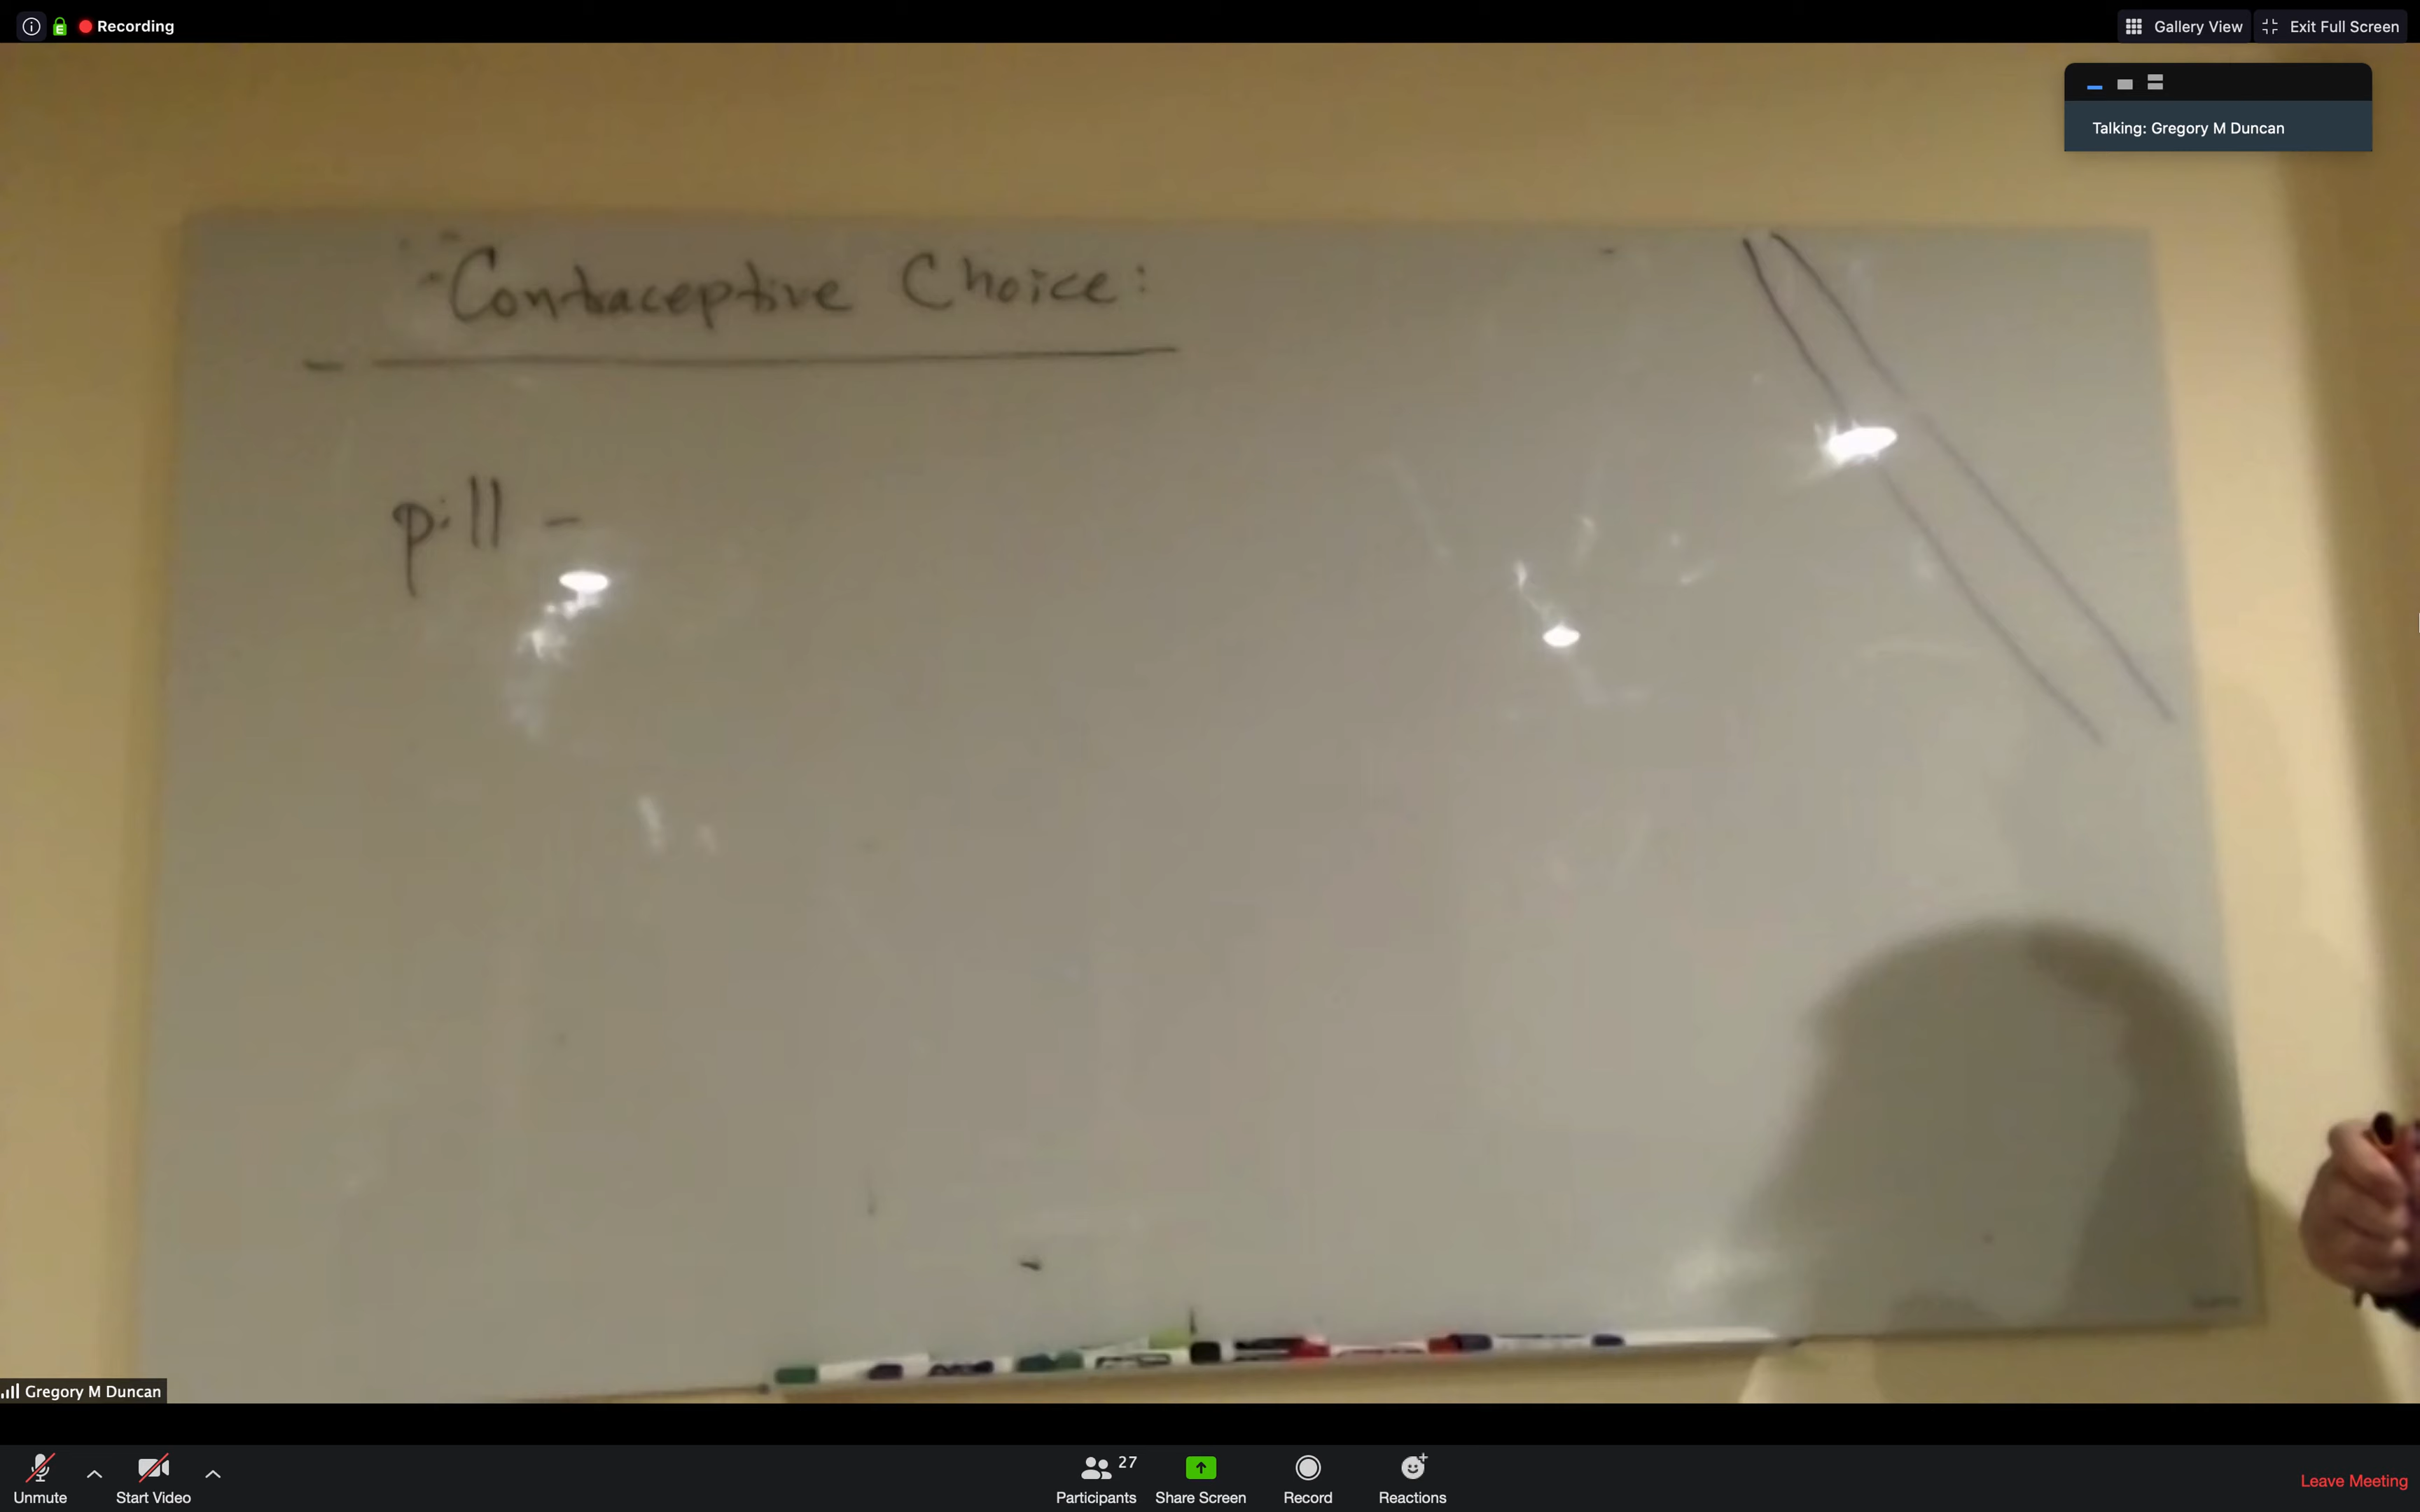 Recording
Gallery View
Exit Full Screen
Talking: Gregory M Duncan
Contraceptive Choice:
pill -
Gregory M Duncan
Unmute
Start Video
27
Participants
Share Screen
Record
Reactions
Leave Meeting